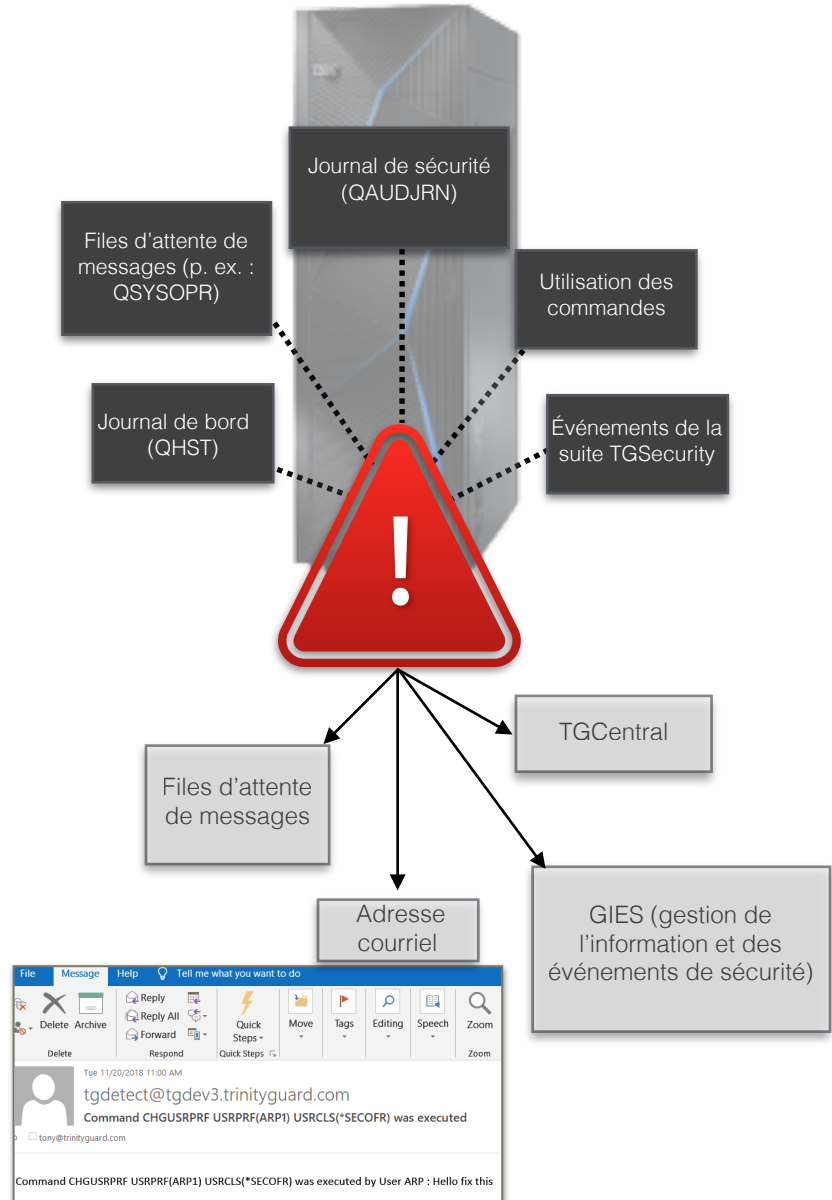 Journal de sécurité
(QAUDJRN)
Files d'attente de
messages (p. ex. :
QSYSOPR)
Utilisation des
commandes
Journal de bord
(QHST)
Événements de la
suite TGSecurity
!
TGCentral
Files d'attente
de messages
Adresse
courriel
GIES (gestion de
l'information et des
événements de sécurité)
File Message Help Tell me what you want to do
Delete Archive
Reply
Reply All
Forward
Quick
Steps
Move
Tags
Editing
Speech
Zoom
Delete Respond Quick Steps Zoom
Tue 11/20/2018 11:00 AM
tgdetect@tgdev3.trinityguard.com
Command CHGUSRPRF USRPRF(ARP1) USRCLS(*SECOFR) was executed
tony@trinityguard.com
Command CHGUSRPRF USRPRF(ARP1) USRCLS(*SECOFR) was executed by User ARP : Hello fix this